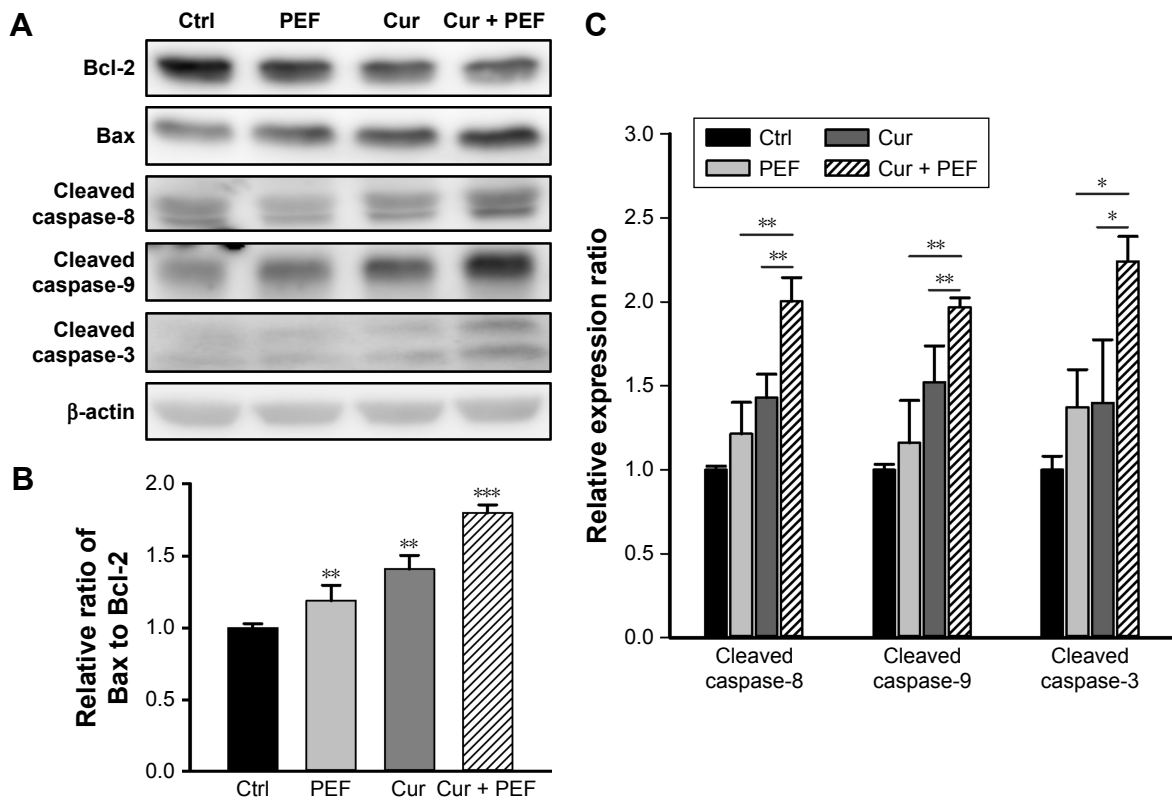 A
Ctrl PEF Cur Cur + PEF
Bcl-2
Bax
Cleaved
caspase-8
Cleaved
caspase-9
Cleaved
caspase-3
β-actin
B
Relative ratio of
Bax to Bcl-2
2.0
1.5
1.0
0.5
0.0
**
**
***
Ctrl PEF Cur Cur + PEF
C
Relative expression ratio
3.0
2.5
2.0
1.5
1.0
0.5
0.0
Ctrl Cur
PEF Cur + PEF
**
**
**
**
*
*
Cleaved
caspase-8
Cleaved
caspase-9
Cleaved
caspase-3